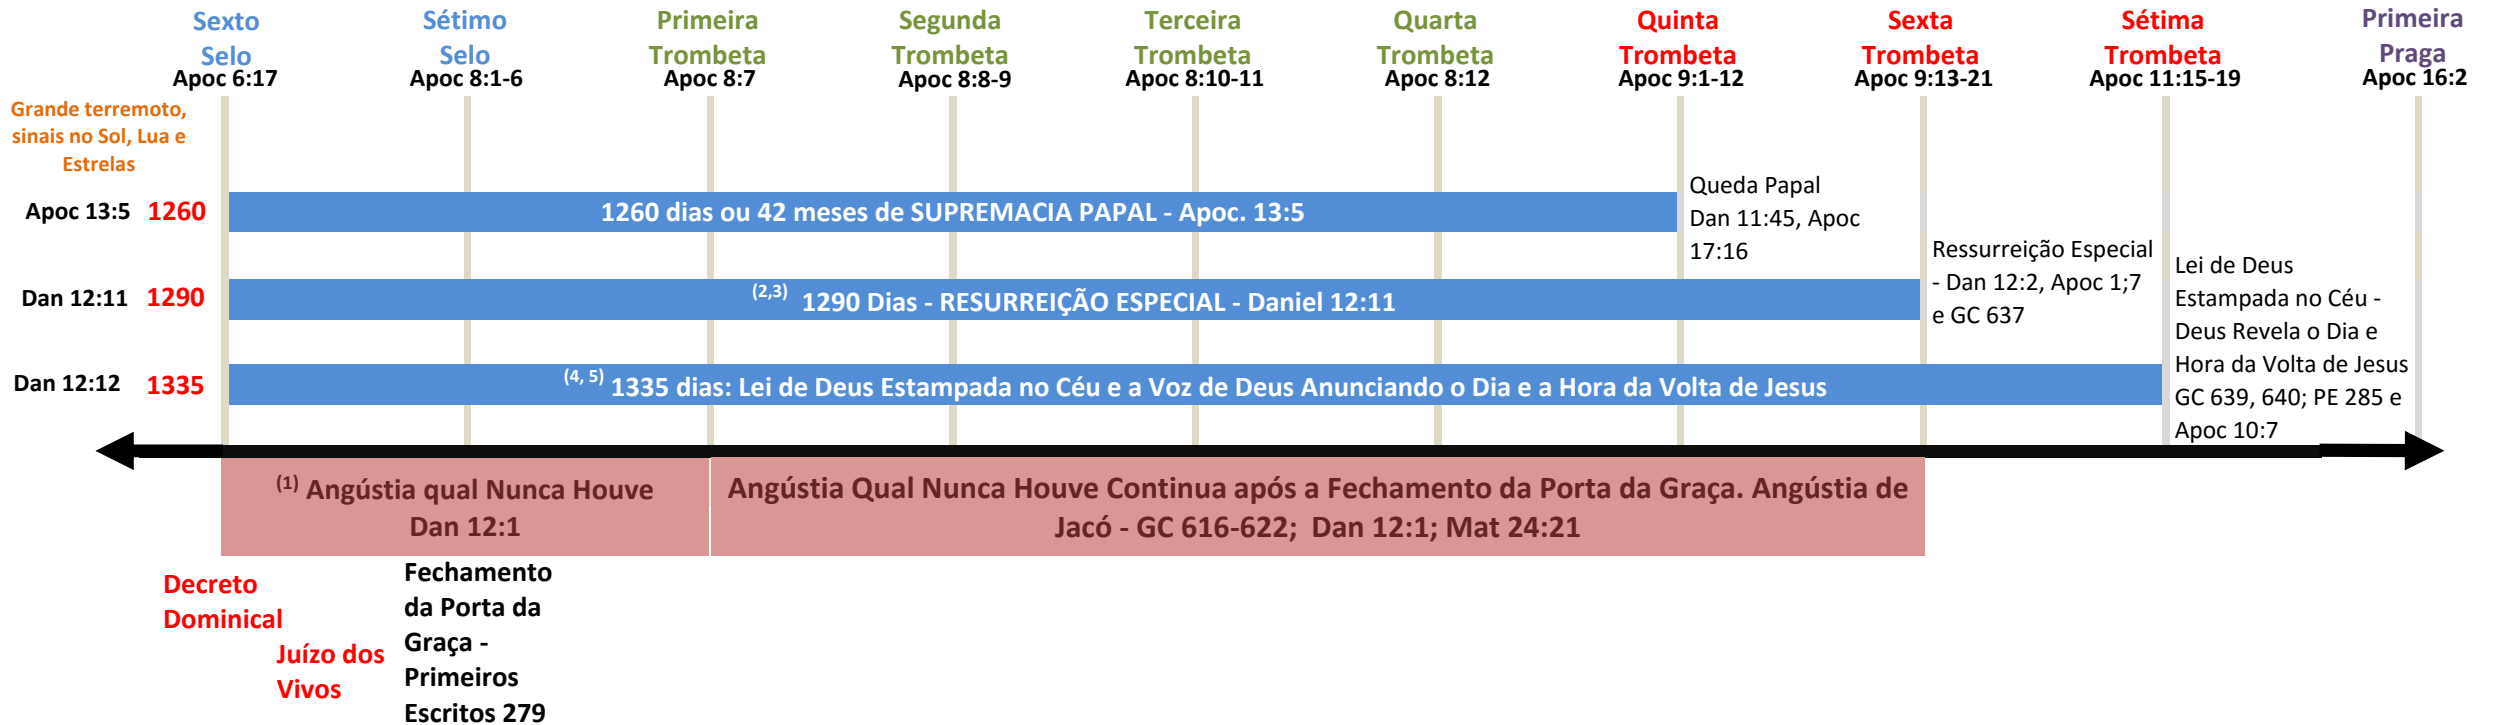 Sexto
Selo
Apoc 6:17
Sétimo
Selo
Apoc 8:1-6
Primeira
Trombeta
Apoc 8:7
Segunda
Trombeta
Apoc 8:8-9
Terceira
Trombeta
Apoc 8:10-11
Quarta
Trombeta
Apoc 8:12
Quinta
Trombeta
Apoc 9:1-12
Sexta
Trombeta
Apoc 9:13-21
Sétima
Trombeta
Apoc 11:15-19
Primeira
Praga
Apoc 16:2
Grande terremoto,
sinais no Sol, Lua e
Estrelas
Apoc 13:5 1260
1260 dias ou 42 meses de SUPREMACIA PAPAL - Apoc. 13:5
Queda Papal
Dan 11:45, Apoc
17:16
Dan 12:11 1290
(2,3) 1290 Dias - RESURREIÇÃO ESPECIAL - Daniel 12:11
Ressurreição Especial
- Dan 12:2, Apoc 1;7
e GC 637
Dan 12:12 1335
(4, 5) 1335 dias: Lei de Deus Estampada no Céu e a Voz de Deus Anunciando o Dia e a Hora da Volta de Jesus
Lei de Deus
Estampada no Céu -
Deus Revela o Dia e
Hora da Volta de Jesus
GC 639, 640; PE 285 e
Apoc 10:7
(1) Angústia qual Nunca Houve
Dan 12:1
Angústia Qual Nunca Houve Continua após a Fechamento da Porta da Graça. Angústia de
Jacó - GC 616-622; Dan 12:1; Mat 24:21
Decreto
Dominical
Juízo dos
Vivos
Fechamento
da Porta da
Graça -
Primeiros
Escritos 279